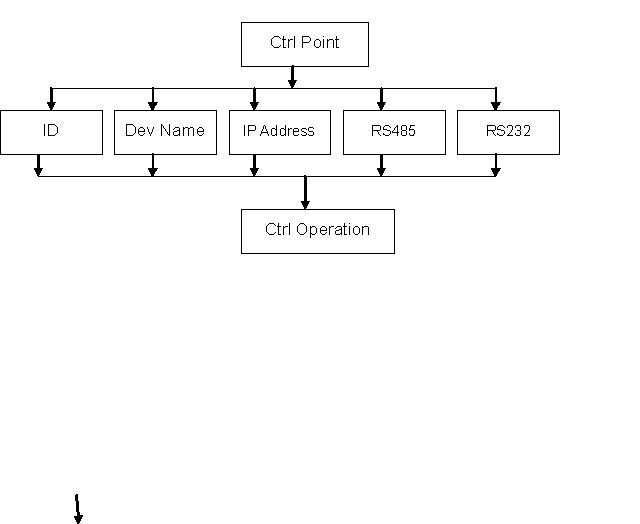 Ctrl Point
ID
Dev Name
IP Address
RS485
RS232
Ctrl Operation